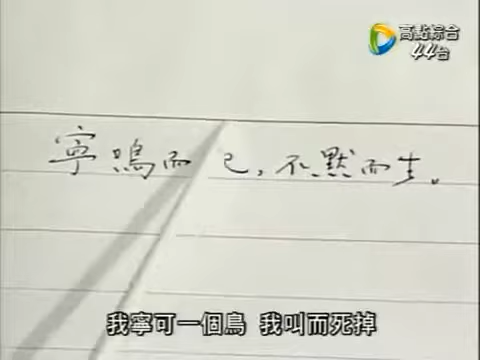 高點綜合
44台
寧鳴而已,不默而生。
我寧可一個鳥 我叫而死掉